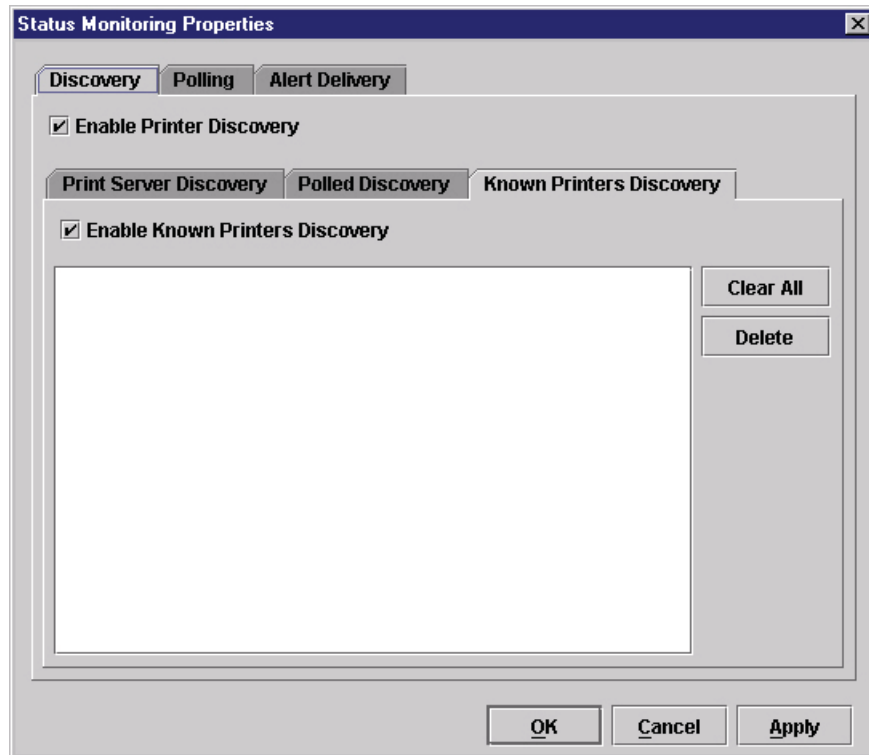 Status Monitoring Properties
Discovery Polling Alert Delivery
Enable Printer Discovery
Print Server Discovery Polled Discovery Known Printers Discovery
Enable Known Printers Discovery
Clear All
Delete
OK Cancel Apply